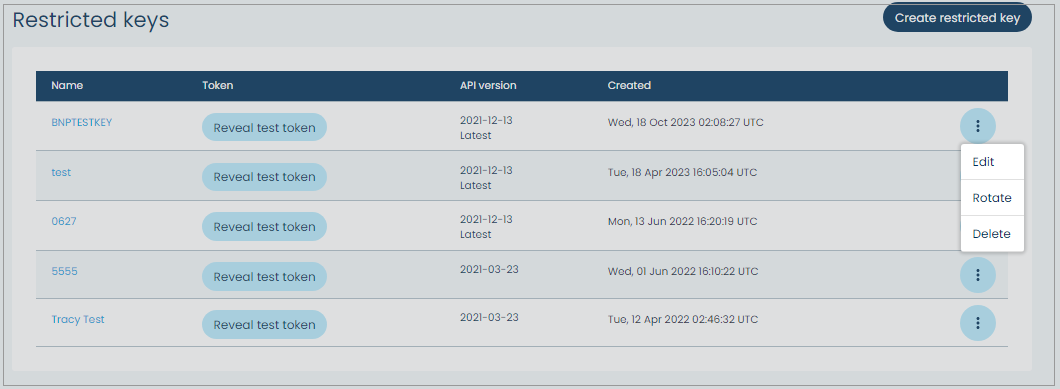 Restricted keys
Create restricted key
Name Token API version Created
BNPTESTKEY Reveal test token 2021-12-13 Wed, 18 Oct 2023 02:08:27 UTC
Latest
test Reveal test token 2021-12-13 Tue, 18 Apr 2023 16:05:04 UTC
Latest
0627 Reveal test token 2021-12-13 Mon, 13 Jun 2022 16:20:19 UTC
Latest
5555 Reveal test token 2021-03-23 Wed, 01 Jun 2022 16:10:22 UTC
Tracy Test Reveal test token 2021-03-23 Tue, 12 Apr 2022 02:46:32 UTC
Edit
Rotate
Delete